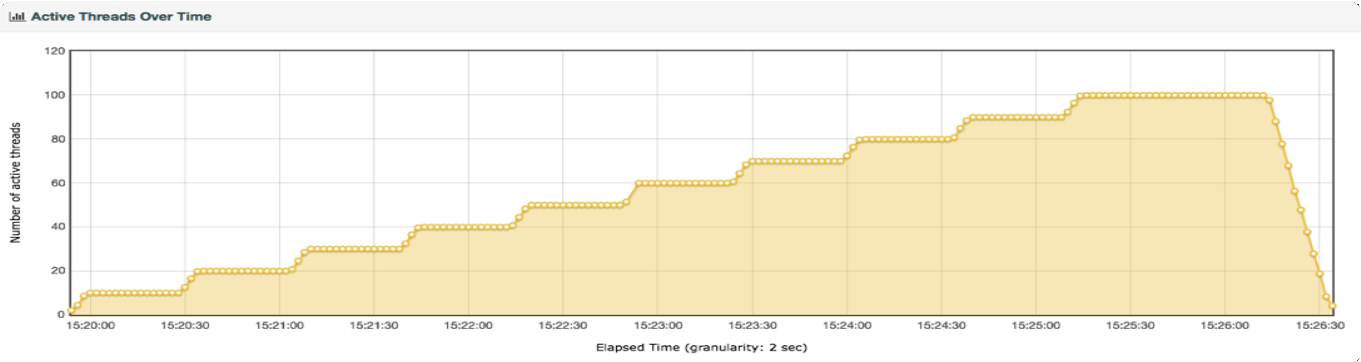 Active Threads Over Time
Number of active threads
120
100
80
60
40
20
0
15:20:00 15:20:30 15:21:00 15:21:30 15:22:00 15:22:30 15:23:00 15:23:30 15:24:00 15:24:30 15:25:00 15:25:30 15:26:00 15:26:30
Elapsed Time (granularity: 2 sec)